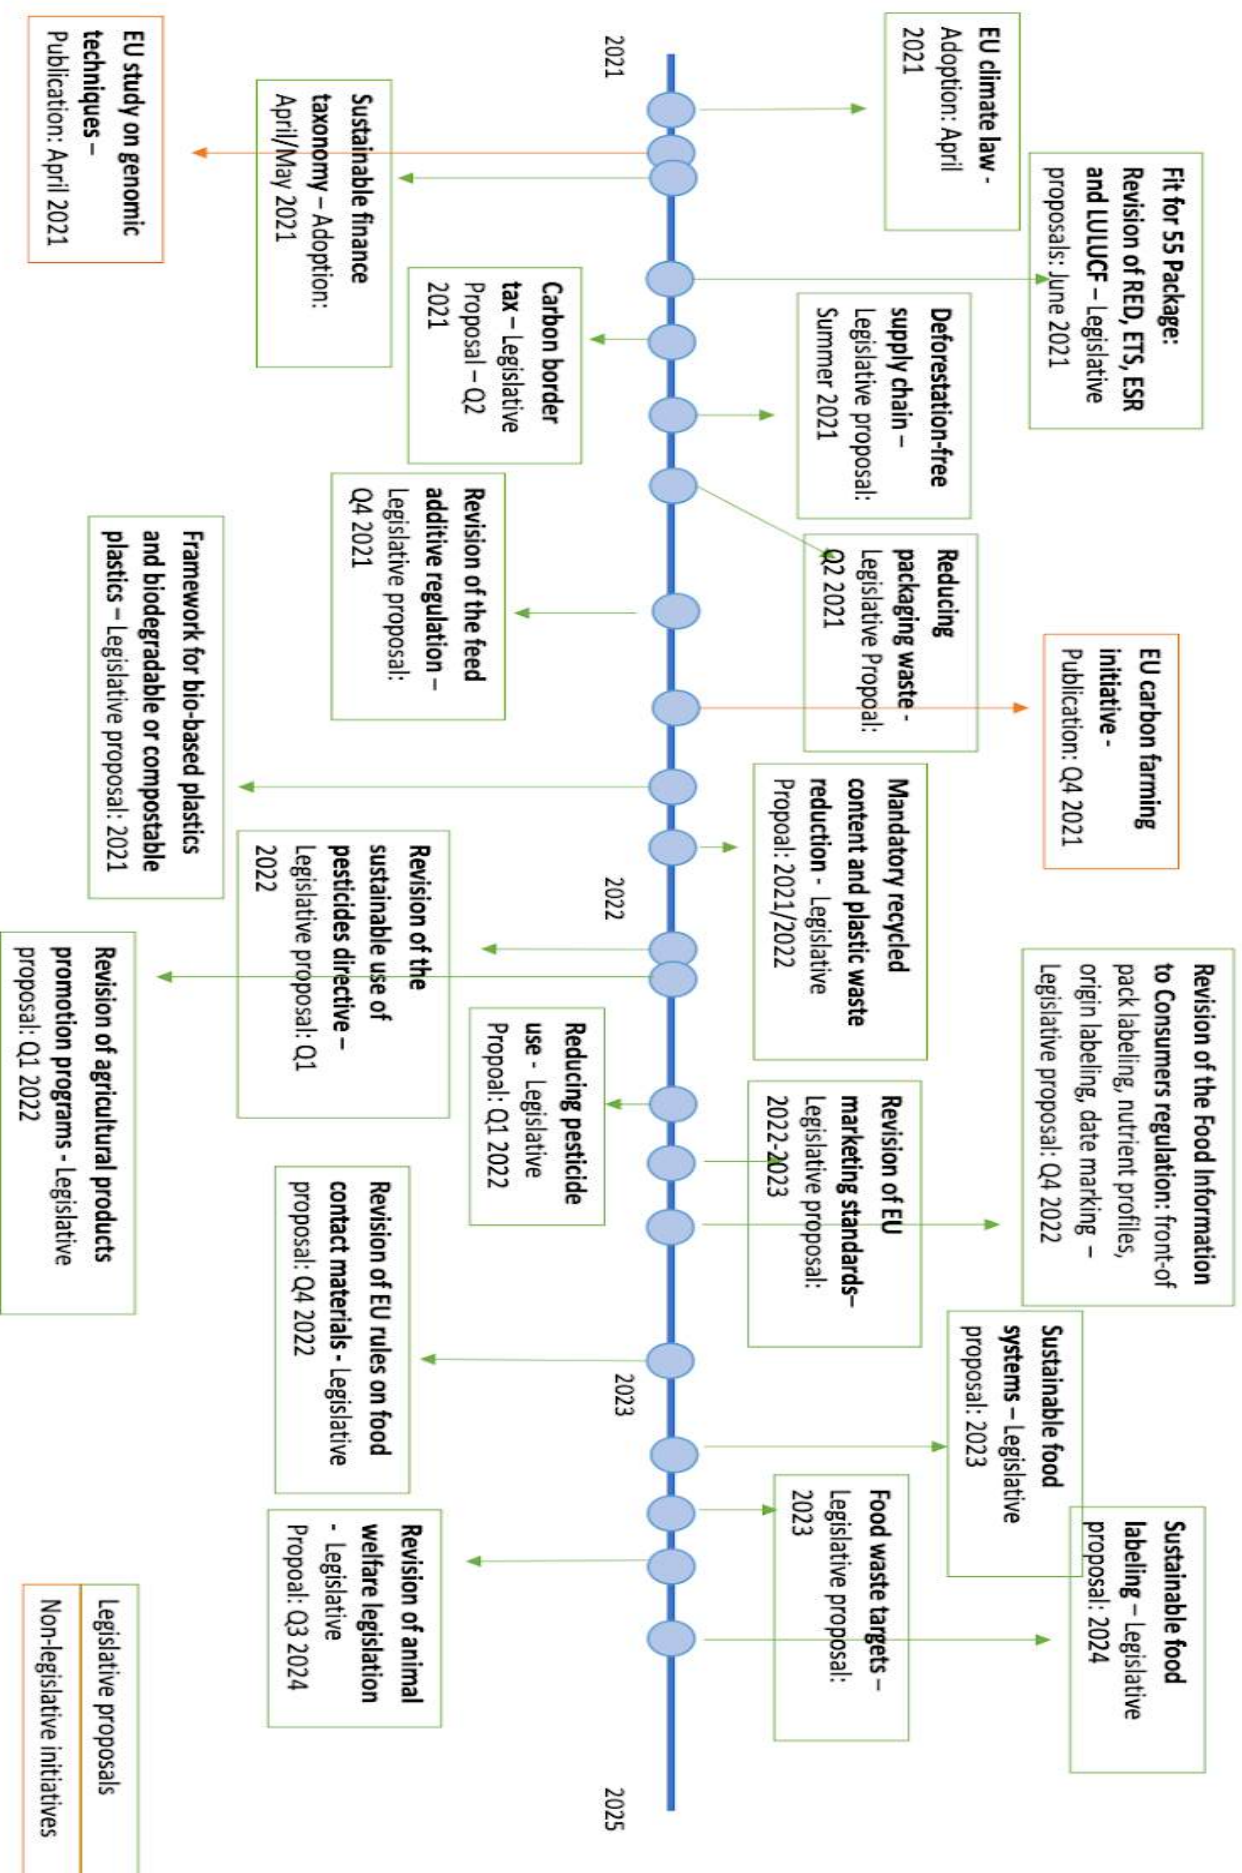 EU climate law -
Adoption: April
2021
Fit for 55 Package:
Revision of RED, ETS, ESR
and LULUCF – Legislative
proposals: June 2021
Deforestation-free
supply chain –
Legislative proposal:
Summer 2021
Reducing
packaging waste -
Legislative Propoal:
Q2 2021
EU carbon farming
initiative -
Publication: Q4 2021
Mandatory recycled
content and plastic waste
reduction - Legislative
Propoal: 2021/2022
Revision of the Food Information
to Consumers regulation: front-of
pack labeling, nutrient profiles,
origin labeling, date marking –
Legislative proposal: Q4 2022
Revision of EU
marketing standards–
Legislative proposal:
2022-2023
Sustainable food
systems – Legislative
proposal: 2023
Food waste targets –
Legislative proposal:
2023
Sustainable food
labeling – Legislative
proposal: 2024
2021
2022
2023
2025
EU study on genomic
techniques –
Publication: April 2021
Sustainable finance
taxonomy – Adoption:
April/May 2021
Carbon border
tax – Legislative
Proposal – Q2
2021
Revision of the feed
additive regulation –
Legislative proposal:
Q4 2021
Framework for bio-based plastics
and biodegradable or compostable
plastics – Legislative proposal: 2021
Revision of the
sustainable use of
pesticides directive –
Legislative proposal: Q1
2022
Revision of agricultural products
promotion programs - Legislative
proposal: Q1 2022
Reducing pesticide
use - Legislative
Propoal: Q1 2022
Revision of EU rules on food
contact materials - Legislative
proposal: Q4 2022
Revision of animal
welfare legislation
- Legislative
Propoal: Q3 2024
Legislative proposals
Non-legislative initiatives